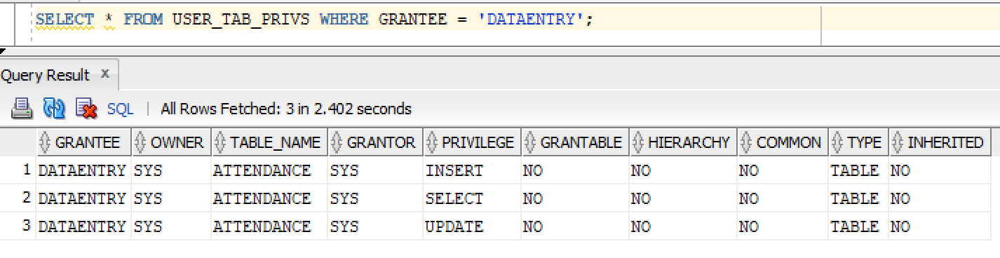 SELECT * FROM USER_TAB_PRIVS WHERE GRANTEE = 'DATAENTRY';
Query Result x
SQL | All Rows Fetched: 3 in 2.402 seconds
GRANTEE OWNER TABLE_NAME GRANTOR PRIVILEGE GRANTABLE HIERARCHY COMMON TYPE INHERITED
1 DATAENTRY SYS ATTENDANCE SYS INSERT NO NO NO TABLE NO
2 DATAENTRY SYS ATTENDANCE SYS SELECT NO NO NO TABLE NO
3 DATAENTRY SYS ATTENDANCE SYS UPDATE NO NO NO TABLE NO